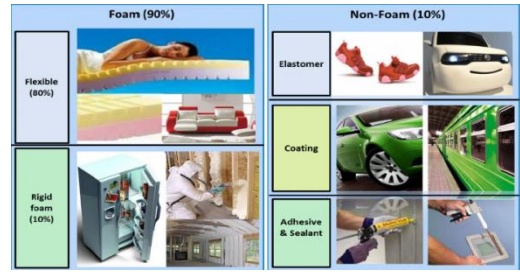 Foam (90%)
Flexible
(80%)
Rigid
foam
(10%)
Non-Foam (10%)
Elastomer
Coating
Adhesive
& Sealant